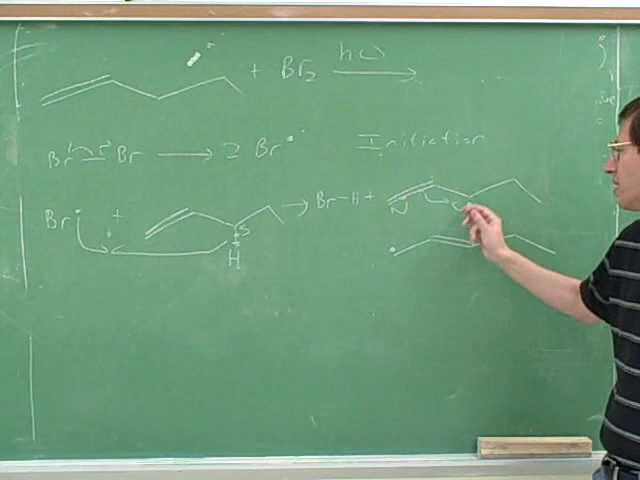 + Br2 hν
Br–Br → 2 Br• Initiation
Br• + H → Br–H +